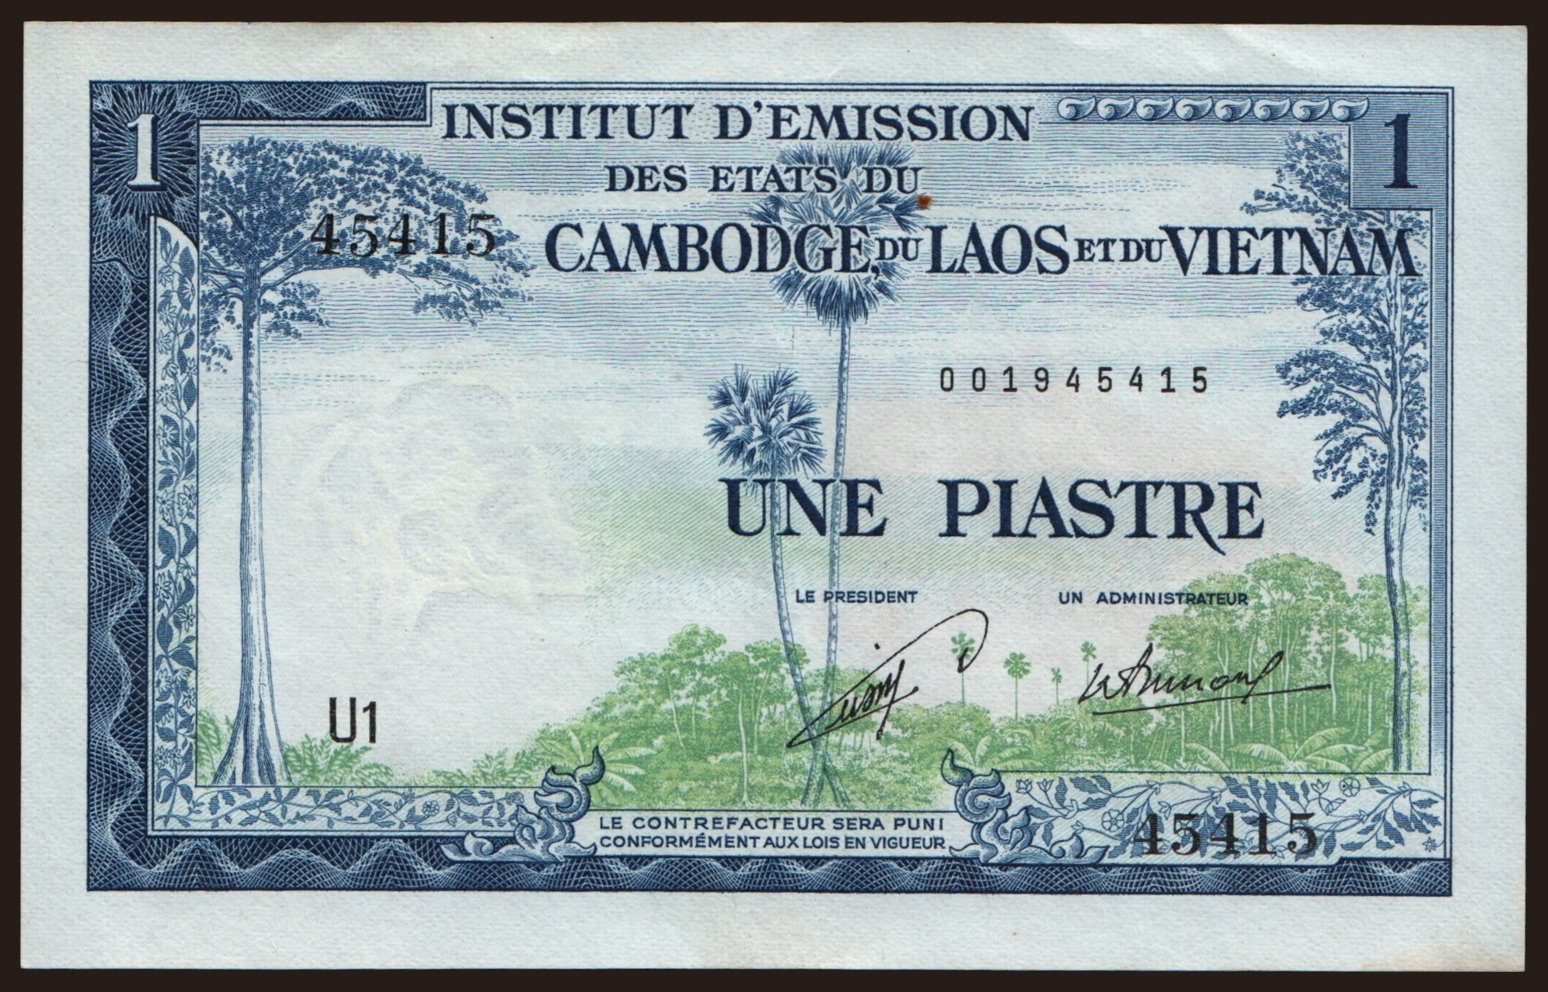 1
INSTITUT D'EMISSION
1
DES ETATS DU
45415
CAMBODGE, DU LAOS ET DU VIETNAM
001945415
UNE PIASTRE
LE PRESIDENT
UN ADMINISTRATEUR
U1
LE CONTREFACTEUR SERA PUNI
CONFORMÉMENT AUX LOIS EN VIGUEUR
45415